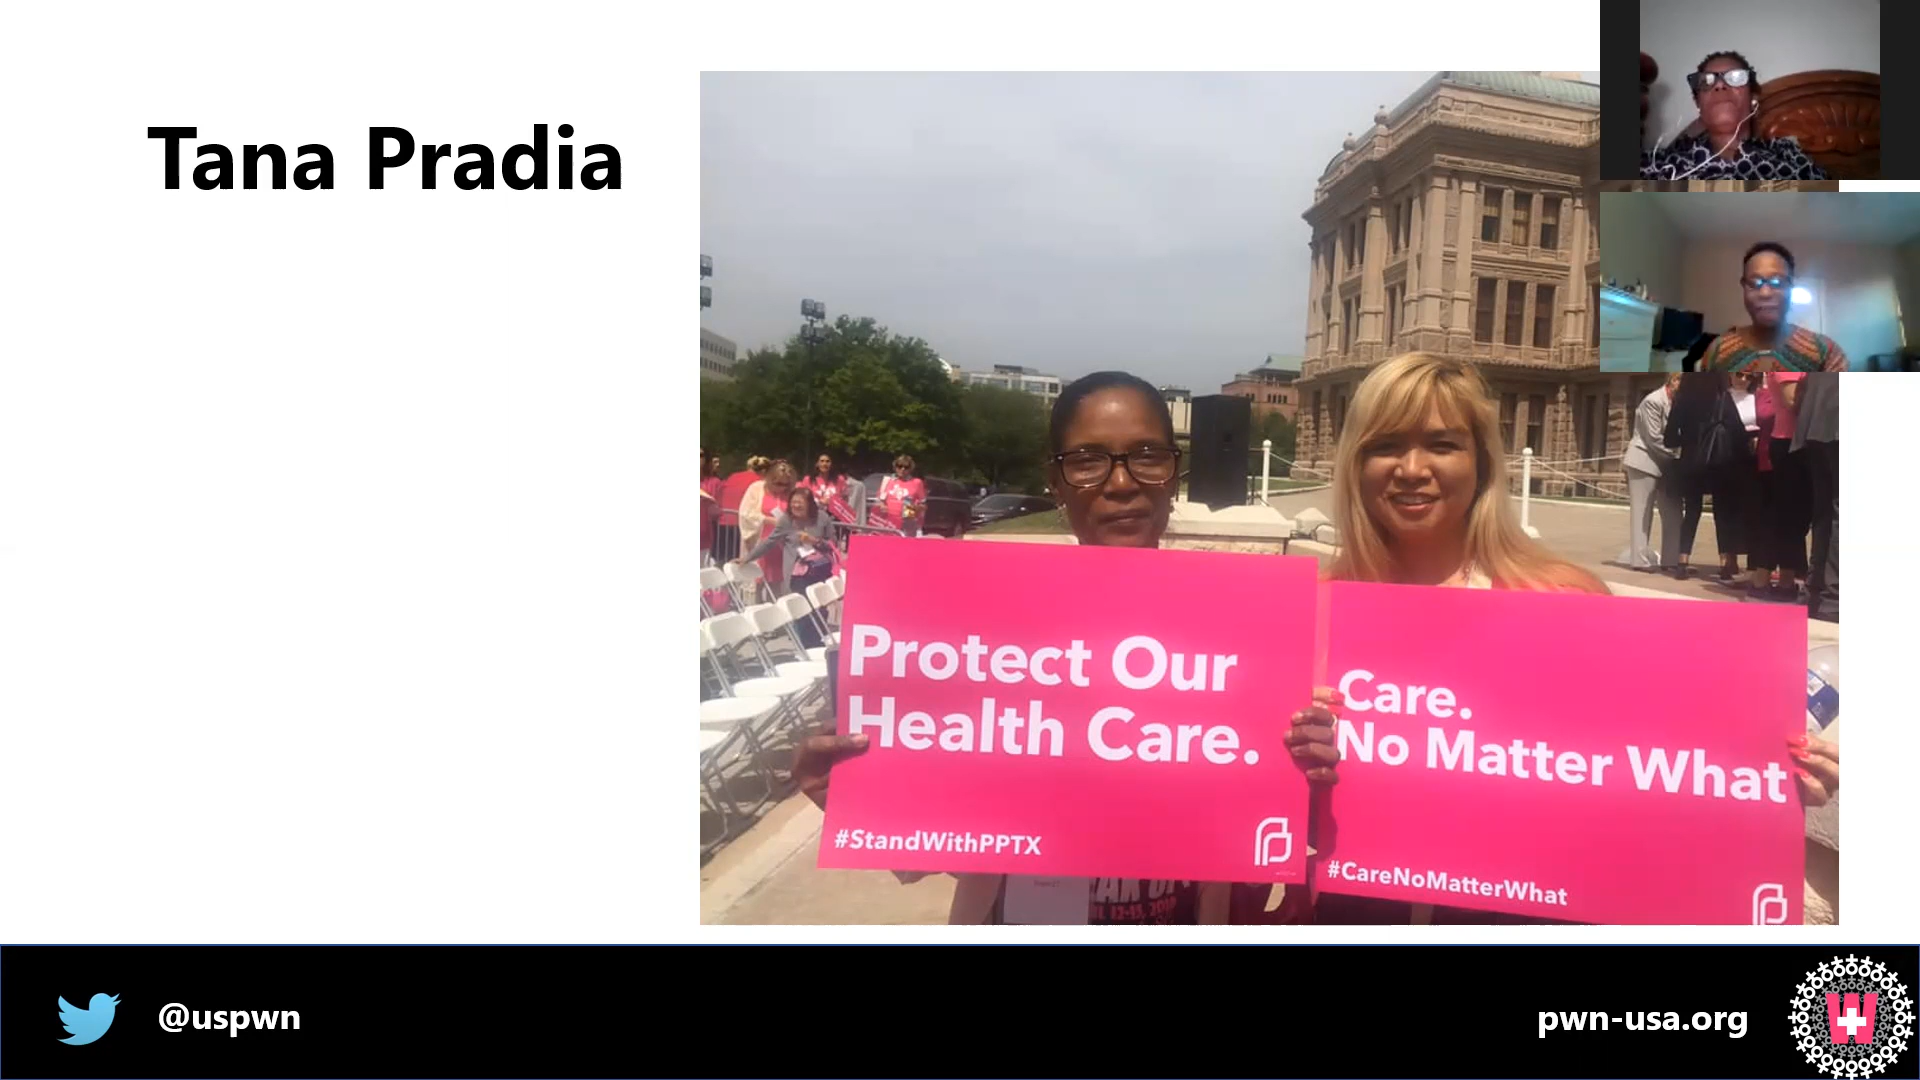 Tana Pradia
Protect Our
Health Care.
#StandWithPPTX
Care.
No Matter What
#CareNoMatterWhat
@uspwn
pwn-usa.org
W